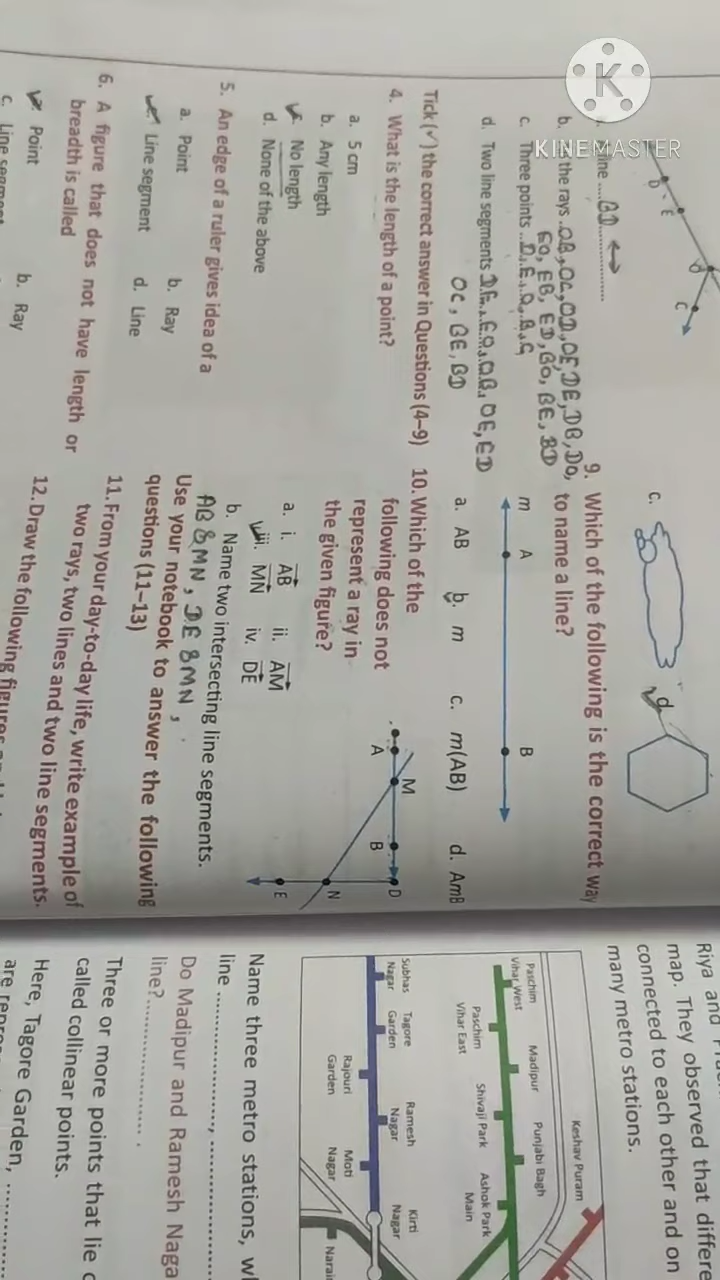 KINEMASTER
ine .... BD ↔
b. the rays .OB, OC, OD, OE, DE, DB, DO,
EO, EB, ED, BO, BE, BD
c. Three points ..D, E, O, B, C
d. Two line segments DE, EO, OB, OE, ED
OC, BE, BD
Tick (✓) the correct answer in Questions (4–9)
4. What is the length of a point?
a. 5 cm
b. Any length
No length
d. None of the above
5. An edge of a ruler gives idea of a
a. Point b. Ray
Line segment d. Line
6. A figure that does not have length or
breadth is called
Point b. Ray
c. Line segment
D E O C
c. d.
9. Which of the following is the correct way
to name a line?
m A B
a. AB b. m c. m(AB) d. AmB
10. Which of the
following does not
represent a ray in
the given figure?
a. i. AB ii. AM
iii. MN iv. DE
A M B D
N E
b. Name two intersecting line segments.
AB & MN, DE & MN,
Use your notebook to answer the following
questions (11–13)
11. From your day-to-day life, write example of
two rays, two lines and two line segments.
12. Draw the following figures
Riya and
map. They observed that differe
connected to each other and on
many metro stations.
Keshav Puram
Paschim
Vihar West
Madipur
Punjabi Bagh
Paschim
Vihar East
Shivaji Park
Ashok Park
Main
Subhas
Nagar
Tagore
Garden
Ramesh
Nagar
Kirti
Nagar
Rajouri
Garden
Moti
Nagar
Narai
Name three metro stations, wh
line ...................., ....................
Do Madipur and Ramesh Naga
line?.................... .
Three or more points that lie o
called collinear points.
Here, Tagore Garden, ............
are repres